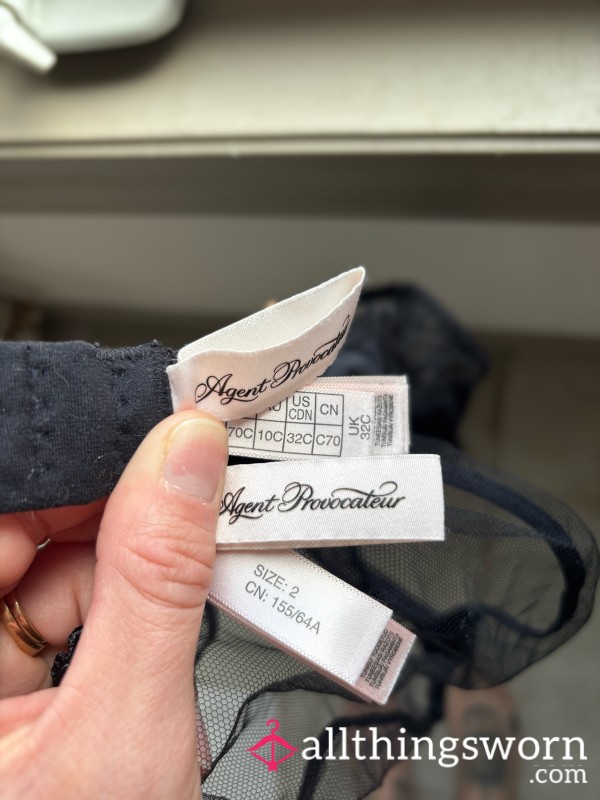 Agent Provocateur
US
CDN
CN
70C 10C 32C C70
UK
32C
Agent Provocateur
SIZE: 2
CN: 155/64A
allthingsworn
.com